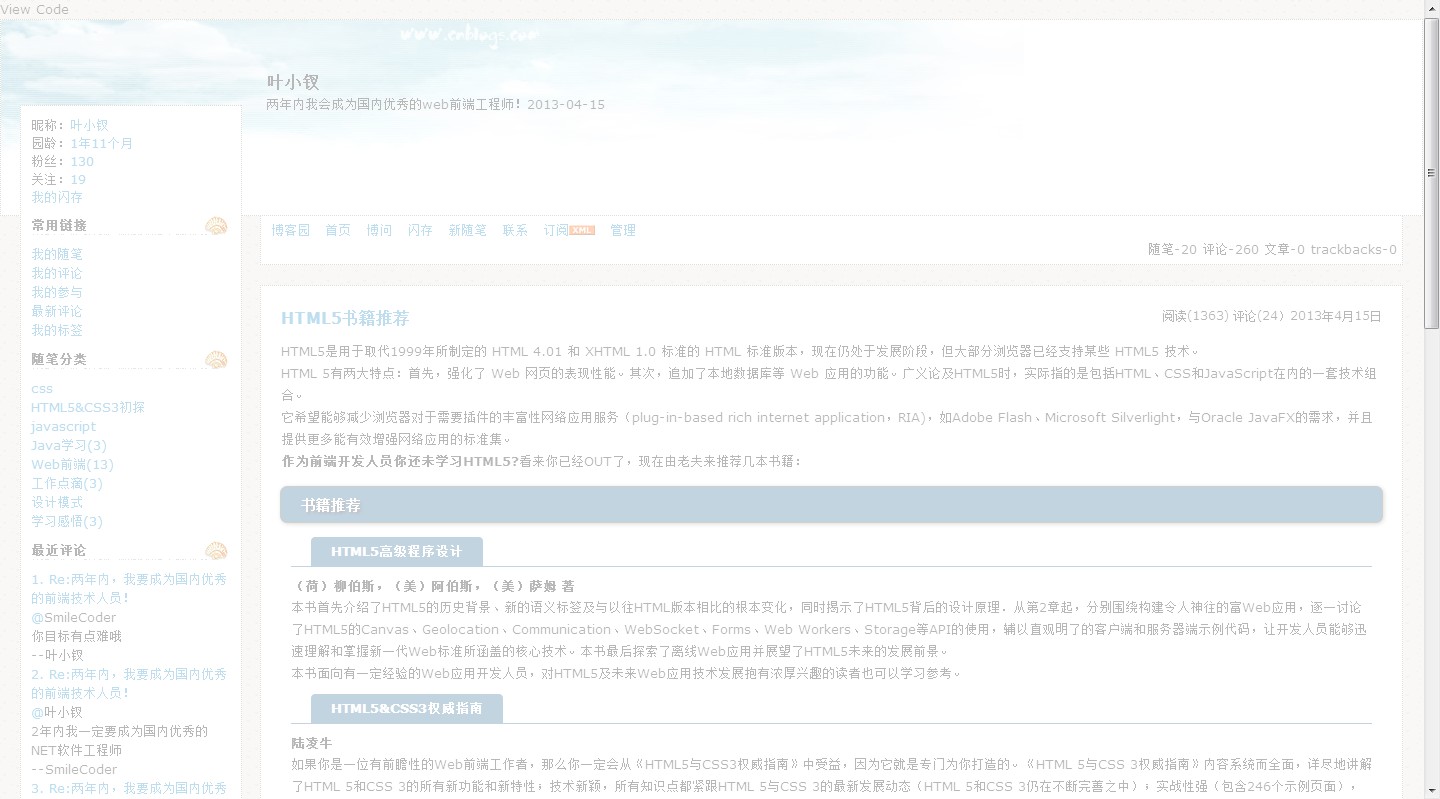 View Code
www.cnblogs.com
叶小钗
两年内我会成为国内优秀的web前端工程师！2013-04-15
昵称：叶小钗
园龄：1年11个月
粉丝：130
关注：19
我的闪存
常用链接
我的随笔
我的评论
我的参与
最新评论
我的标签
随笔分类
css
HTML5&CSS3初探
javascript
Java学习(3)
Web前端(13)
工作点滴(3)
设计模式
学习感悟(3)
最近评论
1. Re:两年内，我要成为国内优秀
的前端技术人员！
@SmileCoder
你目标有点难哦
--叶小钗
2. Re:两年内，我要成为国内优秀
的前端技术人员！
@叶小钗
2年内我一定要成为国内优秀的
NET软件工程师
--SmileCoder
3. Re:两年内，我要成为国内优秀
博客园 首页 博问 闪存 新随笔 联系 订阅XML 管理
随笔-20 评论-260 文章-0 trackbacks-0
HTML5书籍推荐
阅读(1363) 评论(24) 2013年4月15日
HTML5是用于取代1999年所制定的 HTML 4.01 和 XHTML 1.0 标准的 HTML 标准版本，现在仍处于发展阶段，但大部分浏览器已经支持某些 HTML5 技术。
HTML 5有两大特点：首先，强化了 Web 网页的表现性能。其次，追加了本地数据库等 Web 应用的功能。广义论及HTML5时，实际指的是包括HTML、CSS和JavaScript在内的一套技术组
合。
它希望能够减少浏览器对于需要插件的丰富性网络应用服务（plug-in-based rich internet application，RIA)，如Adobe Flash、Microsoft Silverlight，与Oracle JavaFX的需求，并且
提供更多能有效增强网络应用的标准集。
作为前端开发人员你还未学习HTML5?看来你已经OUT了，现在由老夫来推荐几本书籍：
书籍推荐
HTML5高级程序设计
（荷）柳伯斯，（美）阿伯斯，（美）萨姆 著
本书首先介绍了HTML5的历史背景、新的语义标签及与以往HTML版本相比的根本变化，同时揭示了HTML5背后的设计原理．从第2章起，分别围绕构建令人神往的富Web应用，逐一讨论
了HTML5的Canvas、Geolocation、Communication、WebSocket、Forms、Web Workers、Storage等API的使用，辅以直观明了的客户端和服务器端示例代码，让开发人员能够迅
速理解和掌握新一代Web标准所涵盖的核心技术。本书最后探索了离线Web应用并展望了HTML5未来的发展前景。
本书面向有一定经验的Web应用开发人员，对HTML5及未来Web应用技术发展抱有浓厚兴趣的读者也可以学习参考。
HTML5&CSS3权威指南
陆凌牛
如果你是一位有前瞻性的Web前端工作者，那么你一定会从《HTML5与CSS3权威指南》中受益，因为它就是专门为你打造的。《HTML 5与CSS 3权威指南》内容系统而全面，详尽地讲解
了HTML 5和CSS 3的所有新功能和新特性；技术新颖，所有知识点都紧跟HTML 5与CSS 3的最新发展动态（HTML 5和CSS 3仍在不断完善之中）；实战性强（包含246个示例页面），